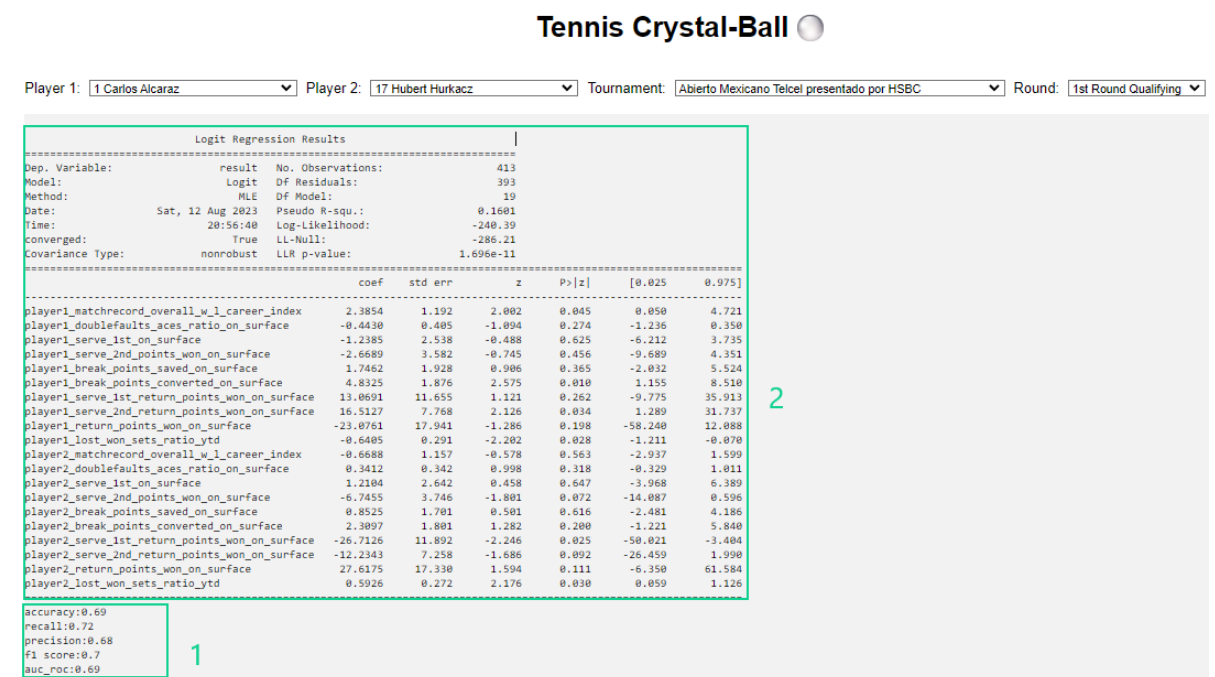 Tennis Crystal-Ball
Player 1: 1 Carlos Alcaraz Player 2: 17 Hubert Hurkacz Tournament: Abierto Mexicano Telcel presentado por HSBC Round: 1st Round Qualifying
Logit Regression Results
==============================================================================
Dep. Variable: result No. Observations: 413
Model: Logit Df Residuals: 393
Method: MLE Df Model: 19
Date: Sat, 12 Aug 2023 Pseudo R-squ.: 0.1601
Time: 20:56:40 Log-Likelihood: -240.39
converged: True LL-Null: -286.21
Covariance Type: nonrobust LLR p-value: 1.696e-11
==============================================================================
coef std err z P>|z| [0.025 0.975]
------------------------------------------------------------------------------
player1_matchrecord_overall_w_l_career_index 2.3854 1.192 2.002 0.045 0.050 4.721
player1_doublefaults_aces_ratio_on_surface -0.4430 0.405 -1.094 0.274 -1.236 0.350
player1_serve_1st_on_surface -1.2385 2.538 -0.488 0.625 -6.212 3.735
player1_serve_2nd_points_won_on_surface -2.6689 3.582 -0.745 0.456 -9.689 4.351
player1_break_points_saved_on_surface 1.7462 1.928 0.906 0.365 -2.032 5.524
player1_break_points_converted_on_surface 4.8325 1.876 2.575 0.010 1.155 8.510
player1_serve_1st_return_points_won_on_surface 13.0691 11.655 1.121 0.262 -9.775 35.913
player1_serve_2nd_return_points_won_on_surface 16.5127 7.768 2.126 0.034 1.289 31.737
player1_return_points_won_on_surface -23.0761 17.941 -1.286 0.198 -58.240 12.088
player1_lost_won_sets_ratio_ytd -0.6405 0.291 -2.202 0.028 -1.211 -0.070
player2_matchrecord_overall_w_l_career_index -0.6688 1.157 -0.578 0.563 -2.937 1.599
player2_doublefaults_aces_ratio_on_surface 0.3412 0.342 0.998 0.318 -0.329 1.011
player2_serve_1st_on_surface 1.2104 2.642 0.458 0.647 -3.968 6.389
player2_serve_2nd_points_won_on_surface -6.7455 3.746 -1.801 0.072 -14.087 0.596
player2_break_points_saved_on_surface 0.8525 1.701 0.501 0.616 -2.481 4.186
player2_break_points_converted_on_surface 2.3097 1.801 1.282 0.200 -1.221 5.840
player2_serve_1st_return_points_won_on_surface -26.7126 11.892 -2.246 0.025 -50.021 -3.404
player2_serve_2nd_return_points_won_on_surface -12.2343 7.258 -1.686 0.092 -26.459 1.990
player2_return_points_won_on_surface 27.6175 17.330 1.594 0.111 -6.350 61.584
player2_lost_won_sets_ratio_ytd 0.5926 0.272 2.176 0.030 0.059 1.126
2
accuracy:0.69
recall:0.72
precision:0.68
f1 score:0.7
auc_roc:0.69
1